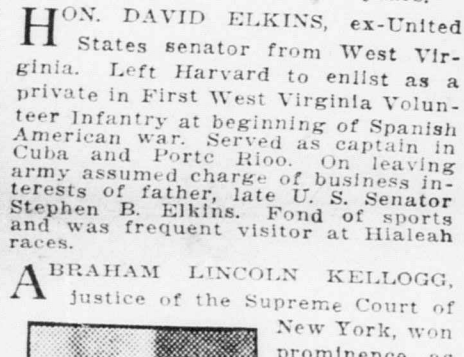 HON. DAVID ELKINS, ex-United
States senator from West Vir-
ginia. Left Harvard to enlist as a
private in First West Virginia Volun-
teer Infantry at beginning of Spanish
American war. Served as captain in
Cuba and Porto Rico. On leaving
army assumed charge of business in-
terests of father, late U. S. Senator
Stephen B. Elkins. Fond of sports
and was frequent visitor at Hialeah
races.
ABRAHAM LINCOLN KELLOGG,
justice of the Supreme Court of
New York, won
prominence as